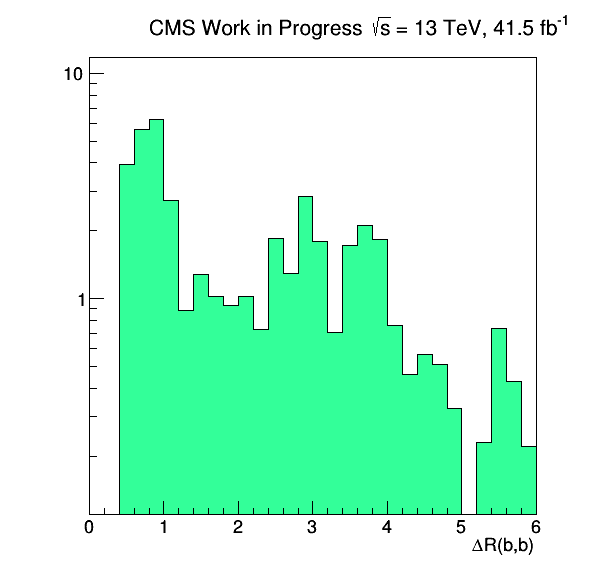 CMS Work in Progress √s = 13 TeV, 41.5 fb⁻¹
10
1
0 1 2 3 4 5 6
ΔR(b,b)